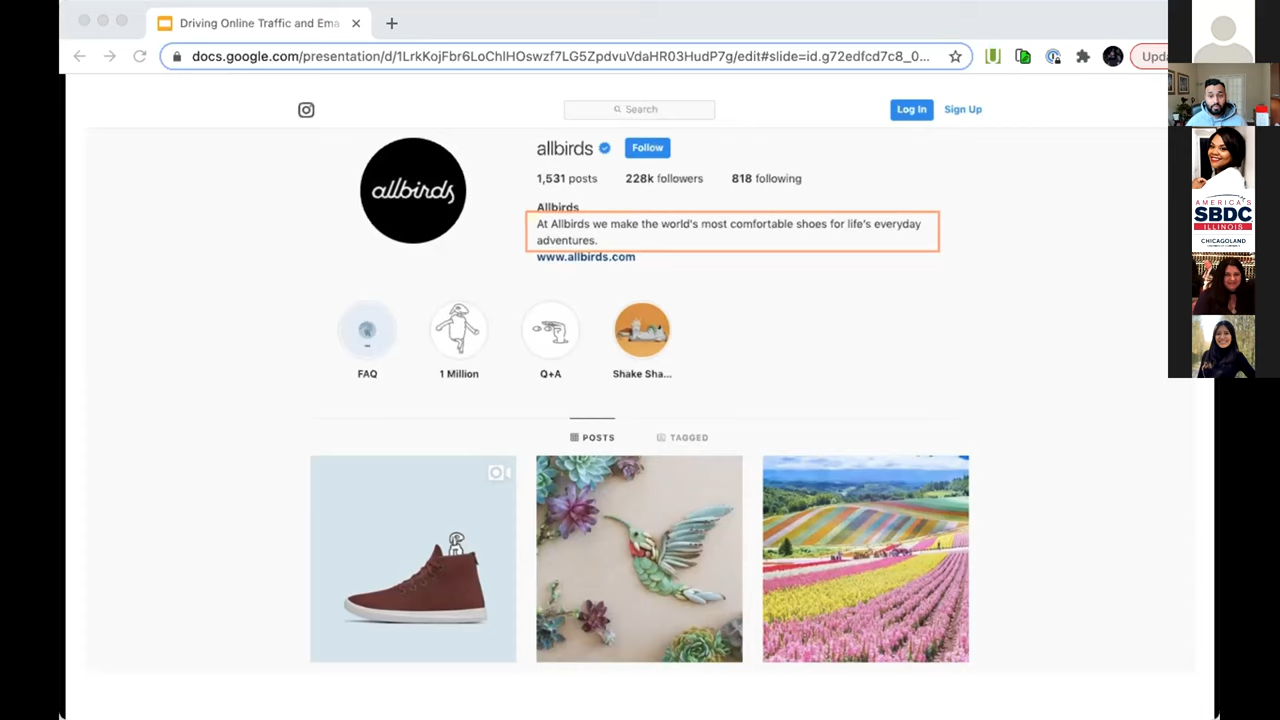 Driving Online Traffic and Ema
docs.google.com/presentation/d/1LrkKojFbr6LoChlHOswzf7LG5ZpdvuVdaHR03HudP7g/edit#slide=id.g72edfcd7c8_0...
Upda
Search
Log In
Sign Up
allbirds
allbirds
Follow
1,531 posts 228k followers 818 following
Allbirds
At Allbirds we make the world's most comfortable shoes for life's everyday
adventures.
www.allbirds.com
FAQ
1 Million
Q+A
Shake Sha...
POSTS
TAGGED
AMERICA'S
SBDC
ILLINOIS
CHICAGOLAND